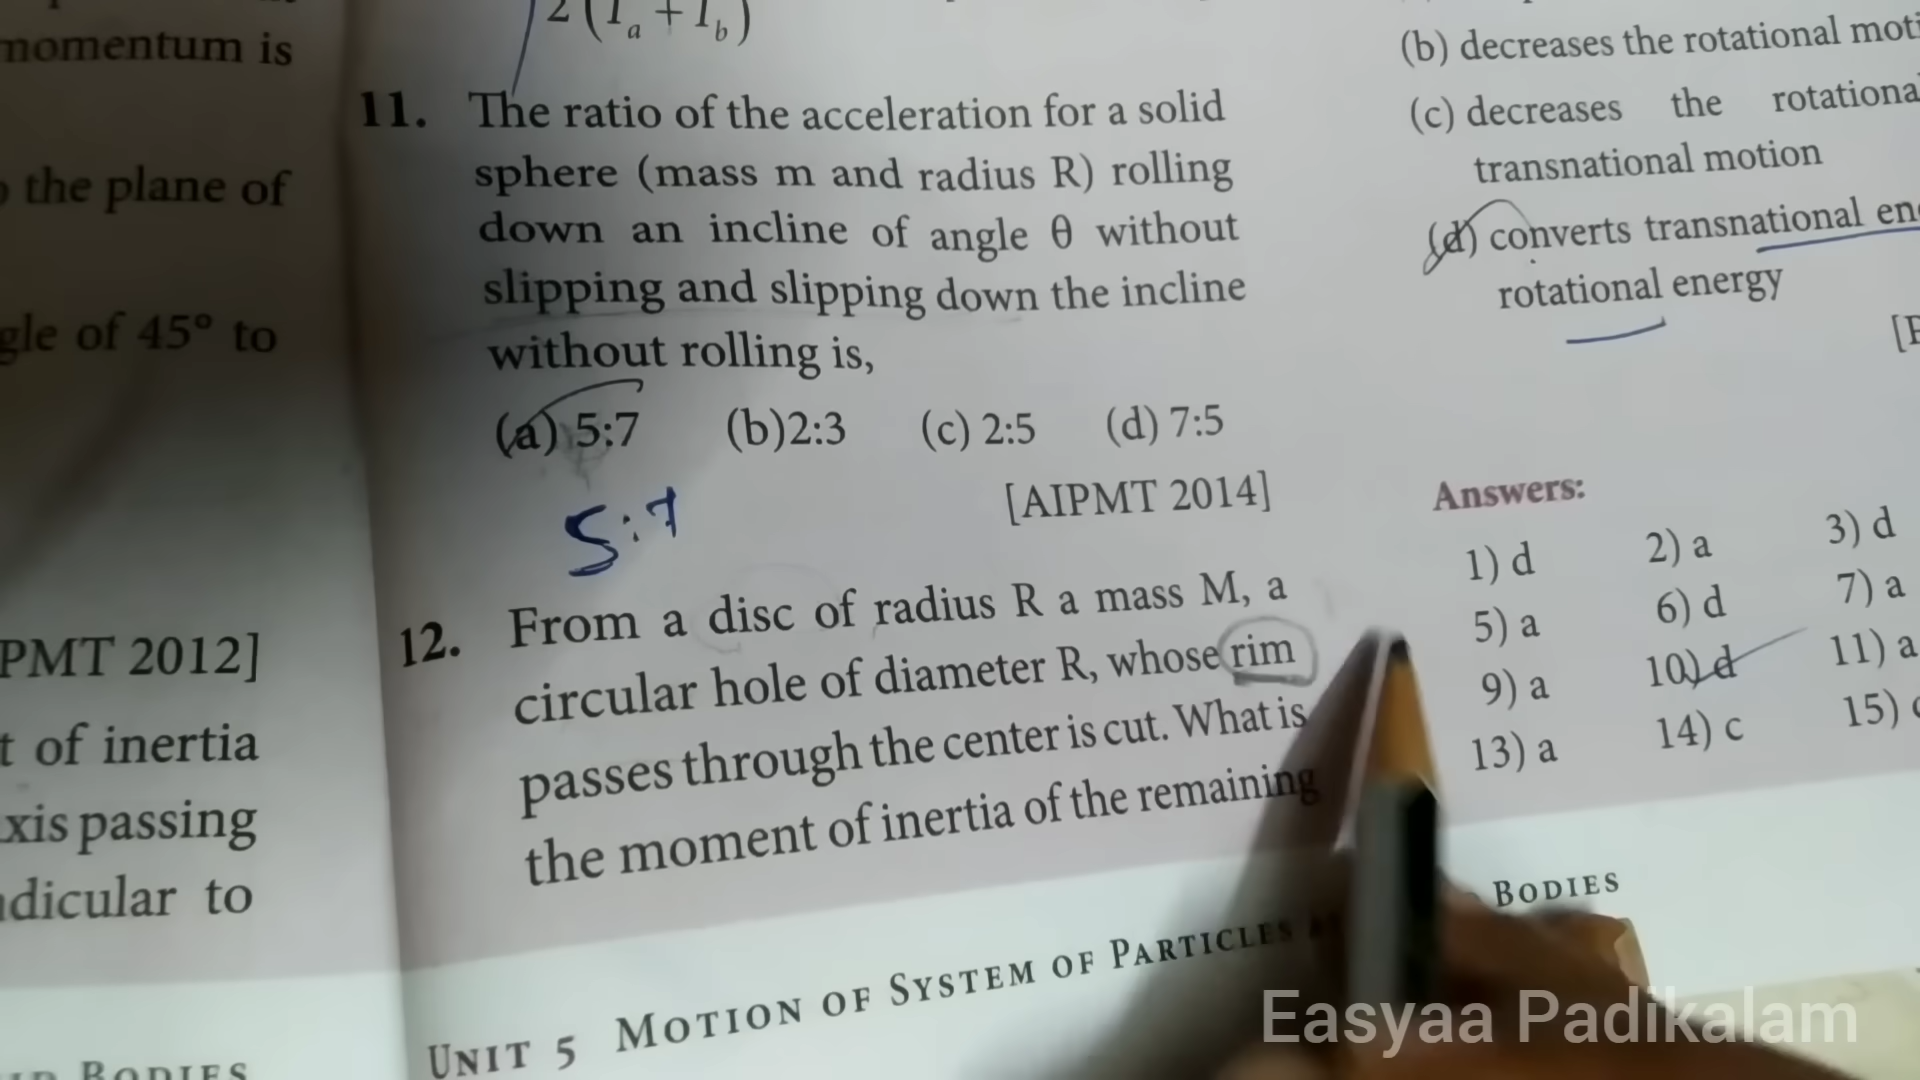 momentum is
the plane of
gle of 45° to
PMT 2012]
t of inertia
xis passing
dicular to
BODIES
2(I_a + I_b)
11. The ratio of the acceleration for a solid
sphere (mass m and radius R) rolling
down an incline of angle θ without
slipping and slipping down the incline
without rolling is,
(a) 5:7 (b)2:3 (c) 2:5 (d) 7:5
5:7
[AIPMT 2014]
12. From a disc of radius R a mass M, a
circular hole of diameter R, whose rim
passes through the center is cut. What is
the moment of inertia of the remaining
UNIT 5 MOTION OF SYSTEM OF PARTICLES BODIES
(b) decreases the rotational moti
(c) decreases the rotationa
transnational motion
(d) converts transnational en
rotational energy
Answers:
1) d 2) a 3) d
5) a 6) d 7) a
9) a 10) d 11) a
13) a 14) c 15)
Easyaa Padikalam